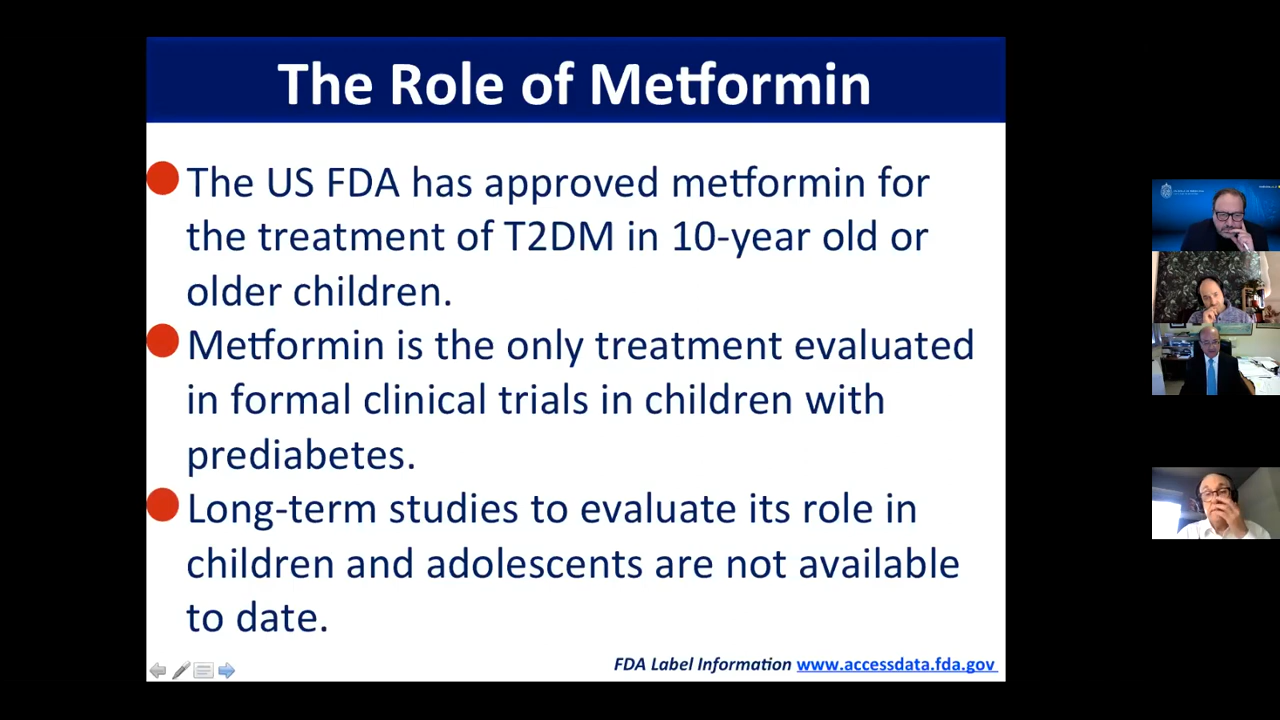 The Role of Metformin
The US FDA has approved metformin for
the treatment of T2DM in 10-year old or
older children.
Metformin is the only treatment evaluated
in formal clinical trials in children with
prediabetes.
Long-term studies to evaluate its role in
children and adolescents are not available
to date.
FDA Label Information www.accessdata.fda.gov